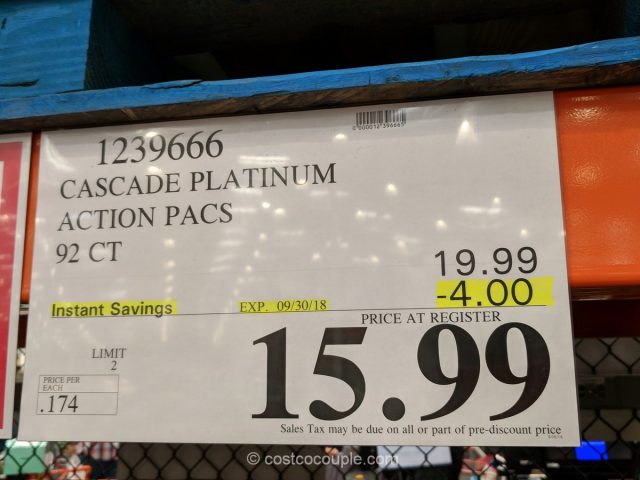 1239666
CASCADE PLATINUM
ACTION PACS
92 CT
19.99
-4.00
Instant Savings EXP. 09/30/18
PRICE AT REGISTER
15.99
LIMIT
2
PRICE PER
EACH
.174
Sales Tax may be due on all or part of pre-discount price
© costcocouple.com